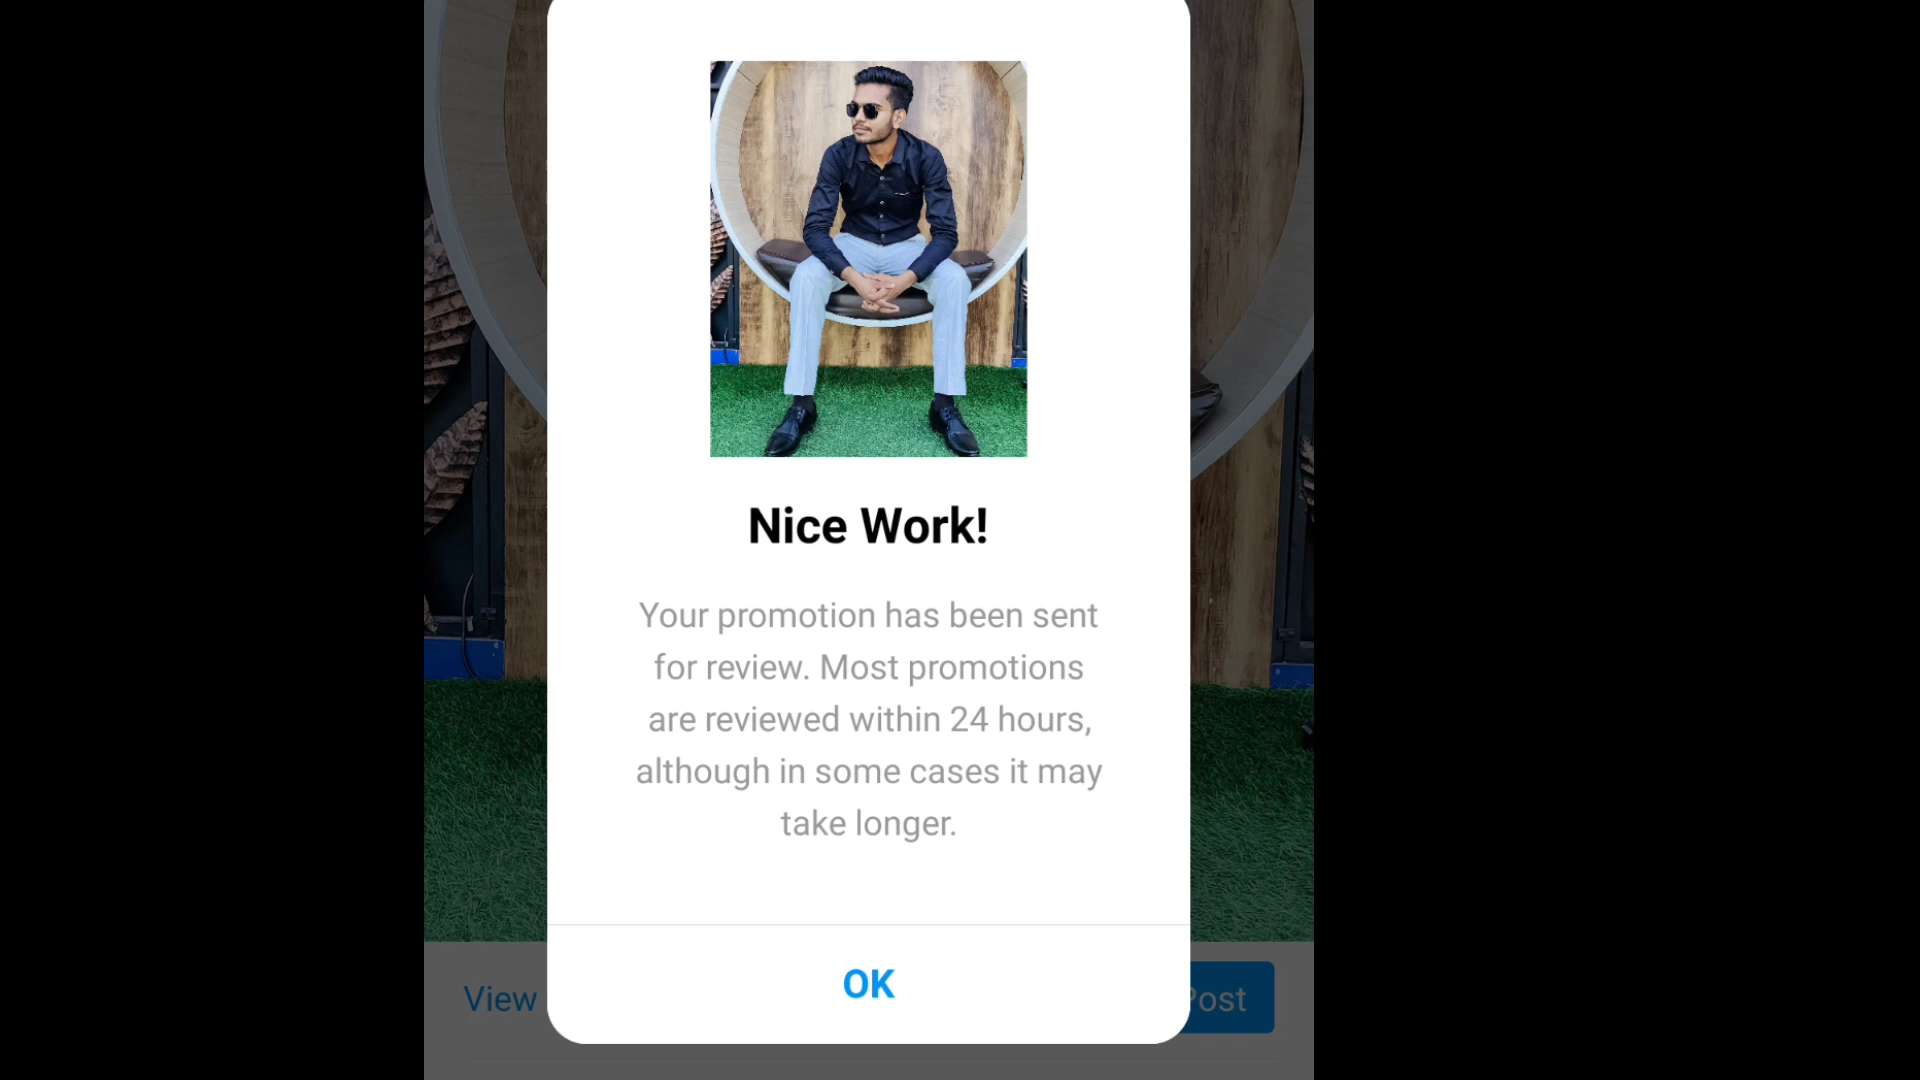 Nice Work!
Your promotion has been sent
for review. Most promotions
are reviewed within 24 hours,
although in some cases it may
take longer.
OK
View
Post